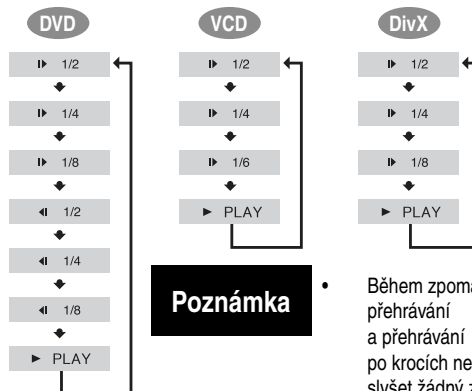 DVD
1/2
1/4
1/8
1/2
1/4
1/8
PLAY
VCD
1/2
1/4
1/6
PLAY
DivX
1/2
1/4
1/8
PLAY
Poznámka
• Během
přehrávání
a přehrávání
po krocích
slyšet žádný